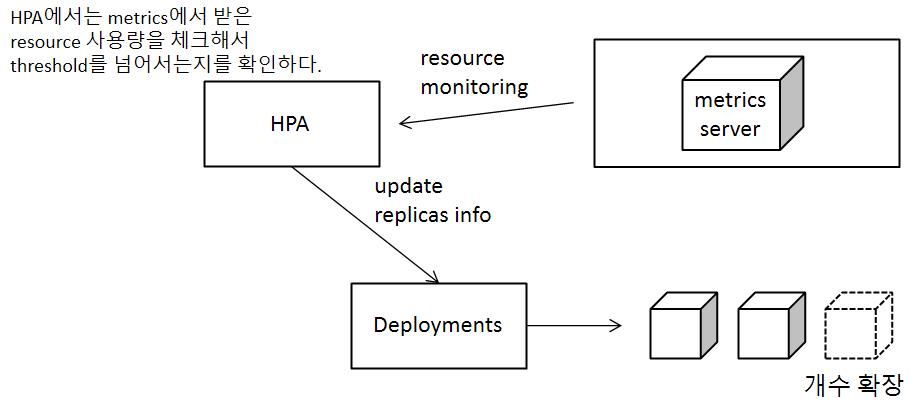 HPA에서는 metrics에서 받은
resource 사용량을 체크해서
threshold를 넘어서는지를 확인하다.
resource
monitoring
metrics
server
HPA
update
replicas info
Deployments
개수 확장